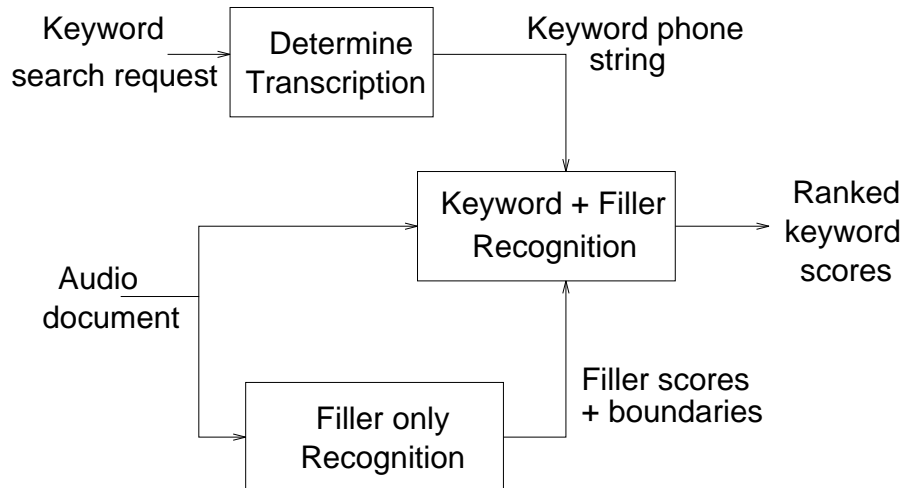 Keyword
search request
Determine
Transcription
Keyword phone
string
Keyword + Filler
Recognition
Ranked
keyword
scores
Audio
document
Filler only
Recognition
Filler scores
+ boundaries